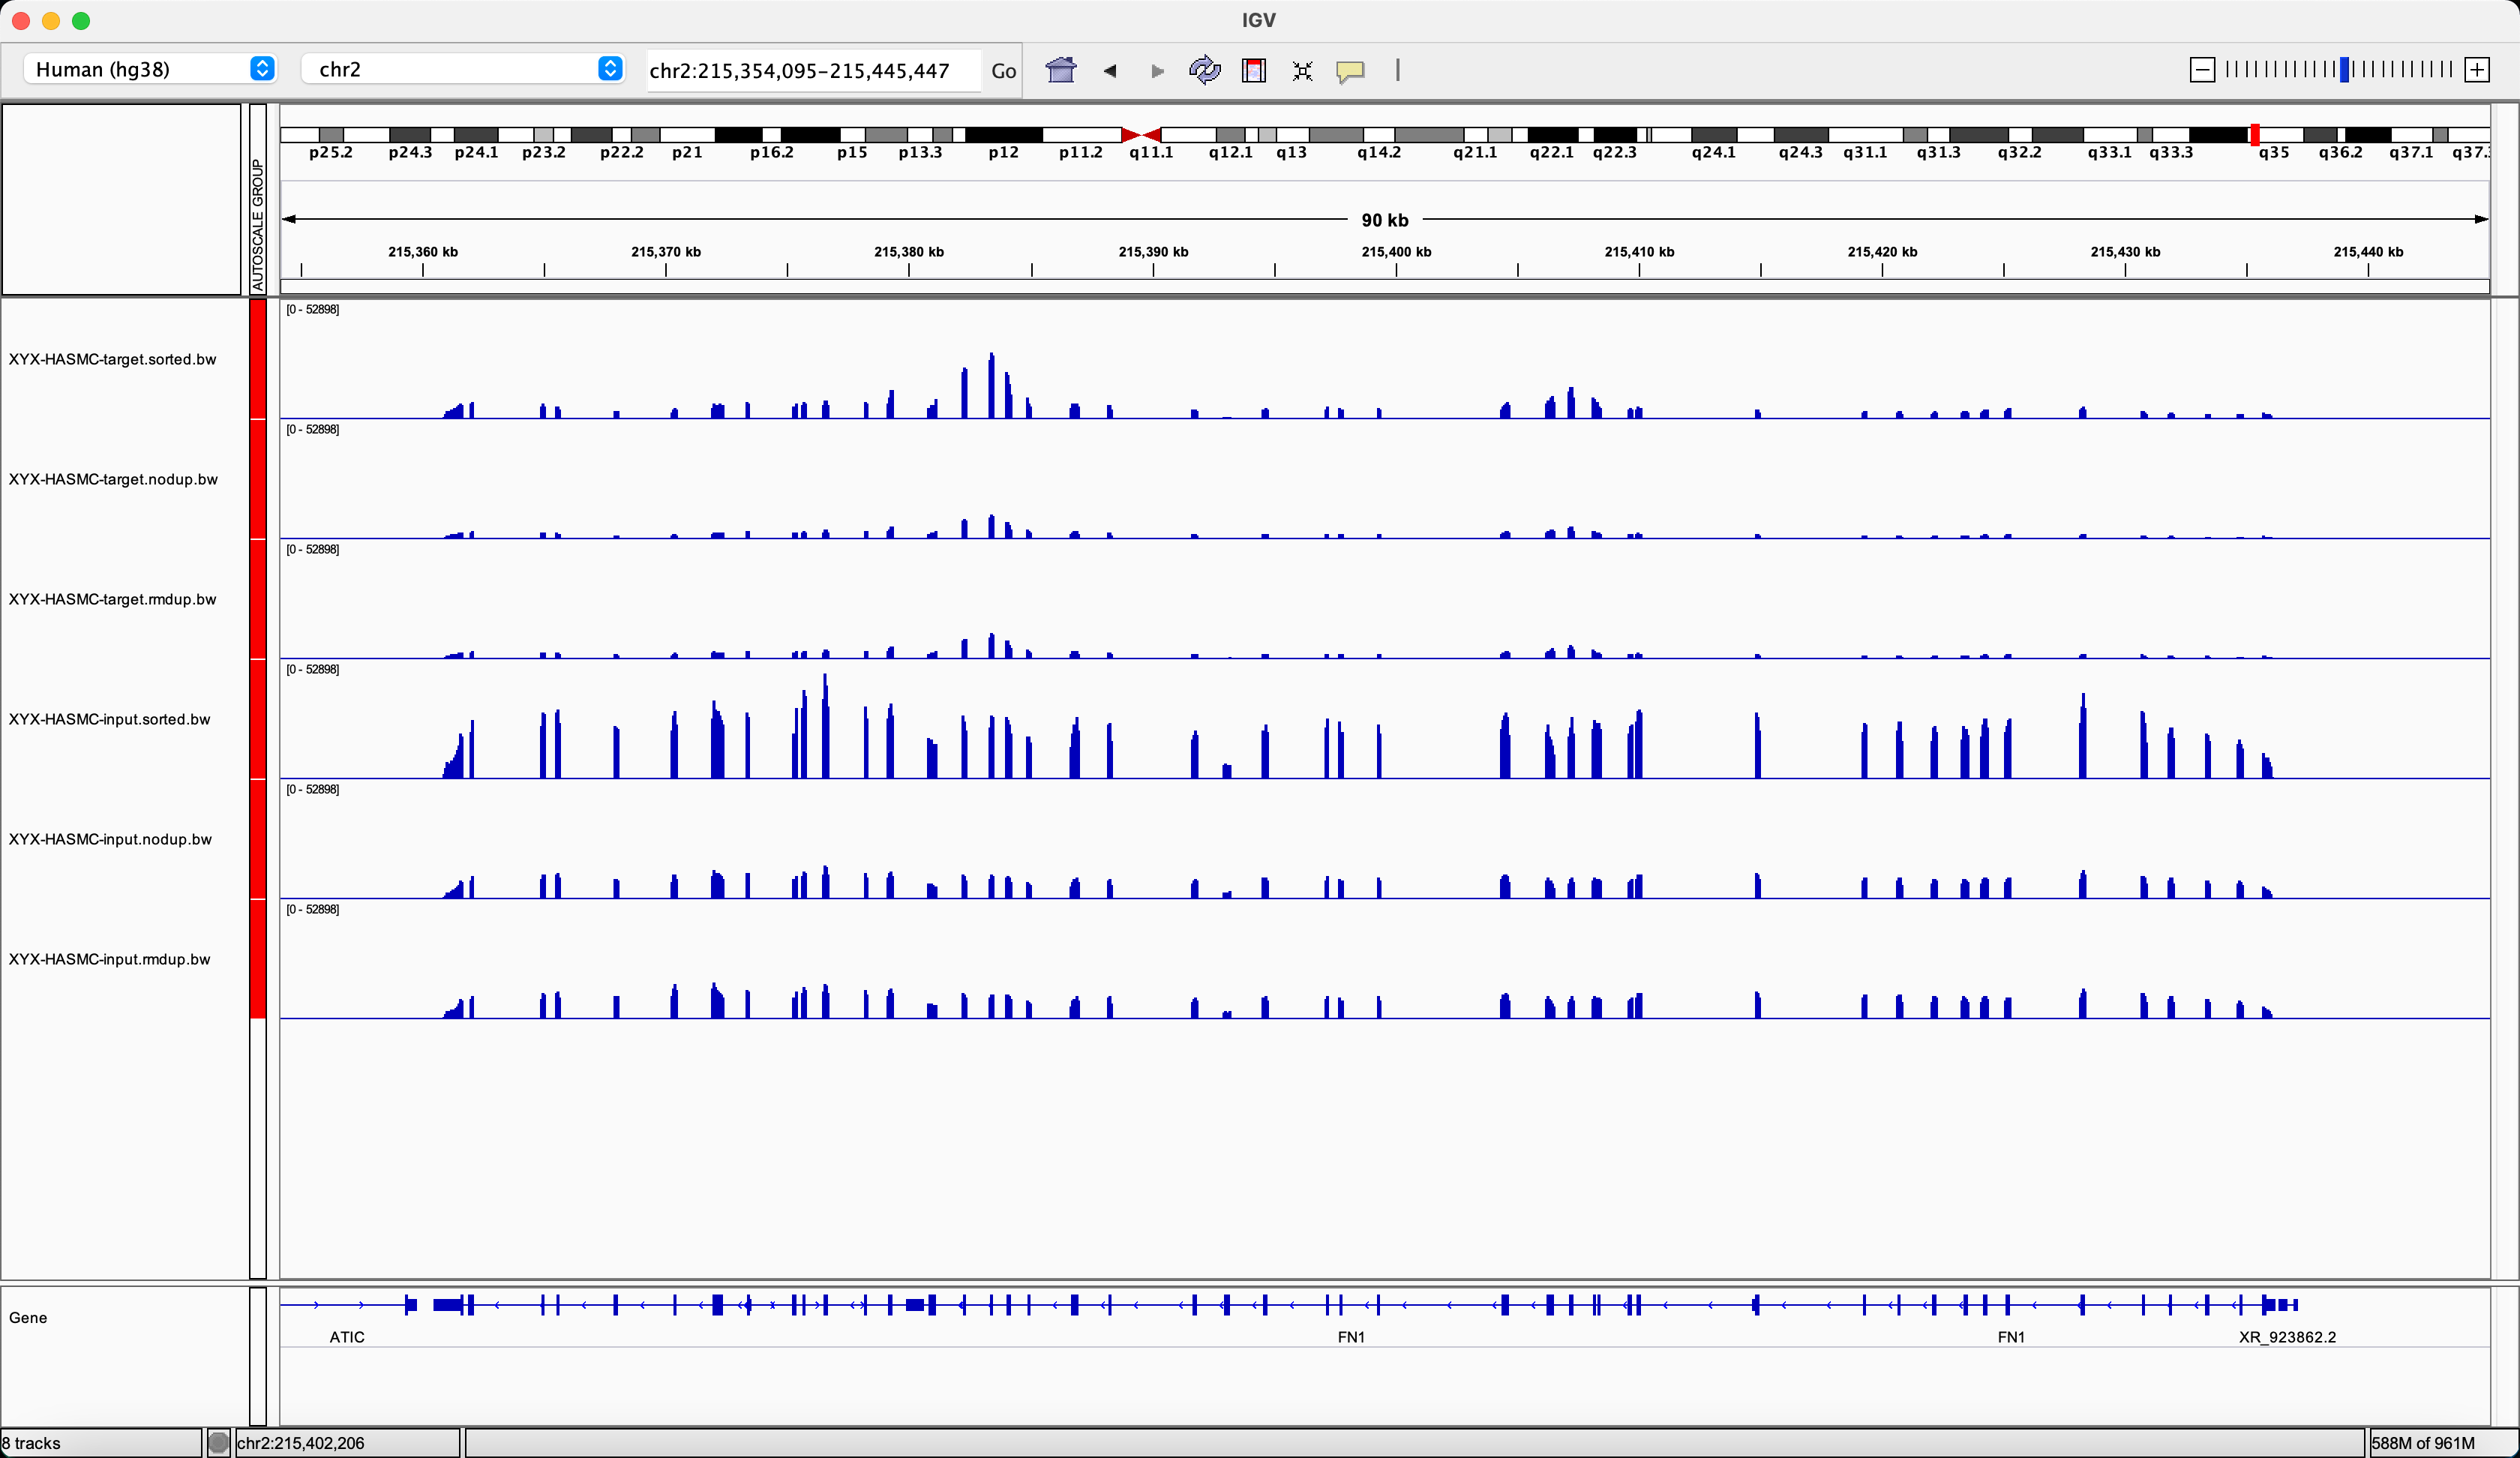 IGV
Human (hg38) chr2 chr2:215,354,095-215,445,447 Go
p25.2 p24.3 p24.1 p23.2 p22.2 p21 p16.2 p15 p13.3 p12 p11.2 q11.1 q12.1 q13 q14.2 q21.1 q22.1 q22.3 q24.1 q24.3 q31.1 q31.3 q32.2 q33.1 q33.3 q35 q36.2 q37.1
AUTOSCALE GROUP
90 kb
215,360 kb 215,370 kb 215,380 kb 215,390 kb 215,400 kb 215,410 kb 215,420 kb 215,430 kb 215,440 kb
[0 - 52898]
XYX-HASMC-target.sorted.bw
[0 - 52898]
XYX-HASMC-target.nodup.bw
[0 - 52898]
XYX-HASMC-target.rmdup.bw
[0 - 52898]
XYX-HASMC-input.sorted.bw
[0 - 52898]
XYX-HASMC-input.nodup.bw
[0 - 52898]
XYX-HASMC-input.rmdup.bw
Gene
ATIC FN1 FN1 XR_923862.2
8 tracks chr2:215,402,206 588M of 961M